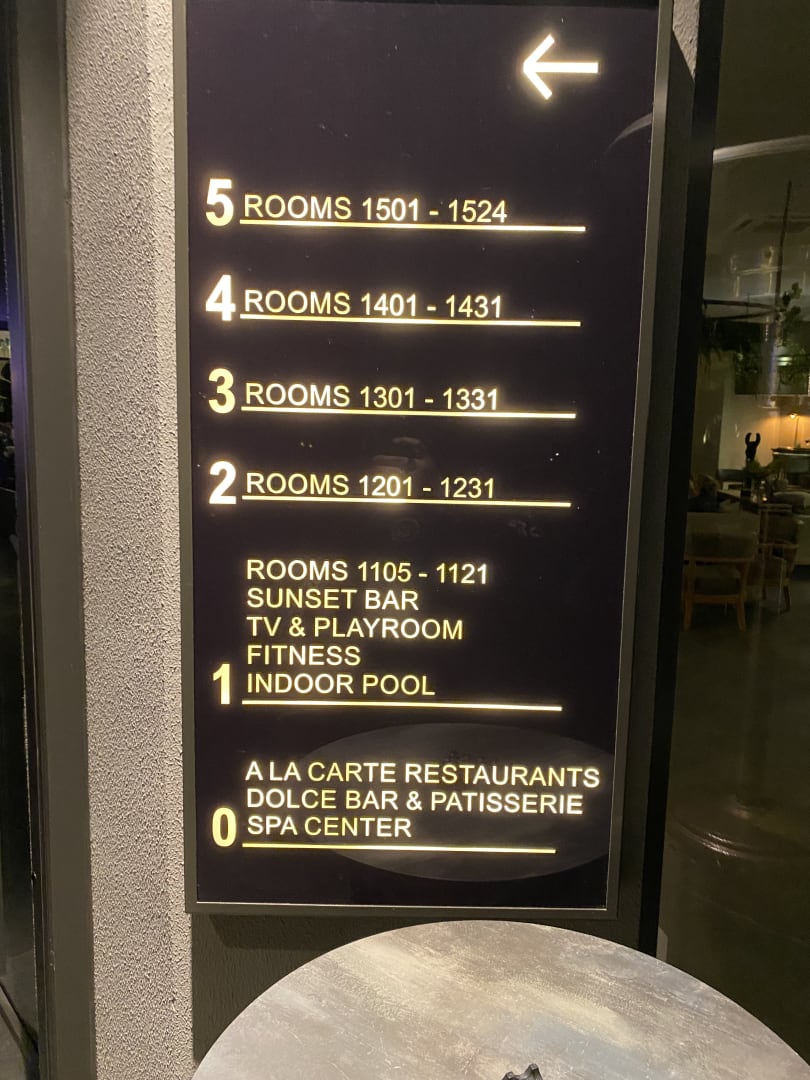 5 ROOMS 1501 - 1524
4 ROOMS 1401 - 1431
3 ROOMS 1301 - 1331
2 ROOMS 1201 - 1231
ROOMS 1105 - 1121
SUNSET BAR
TV & PLAYROOM
FITNESS
1 INDOOR POOL
A LA CARTE RESTAURANTS
DOLCE BAR & PATISSERIE
0 SPA CENTER